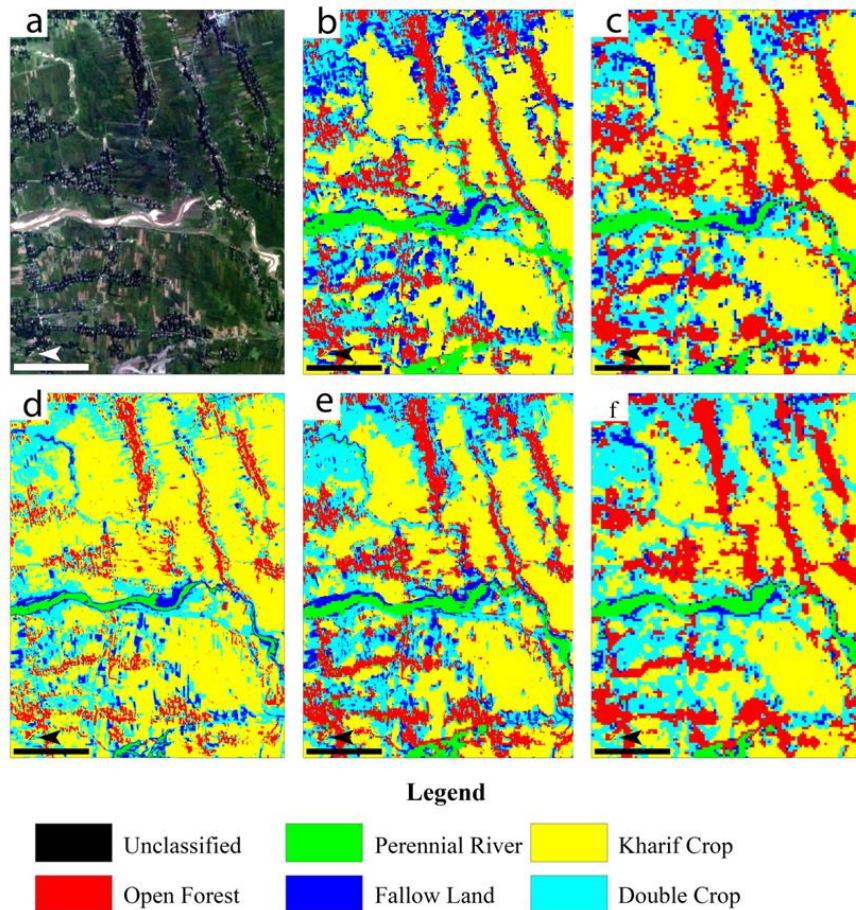 a b c
d e f
Legend
Unclassified Perennial River Kharif Crop
Open Forest Fallow Land Double Crop